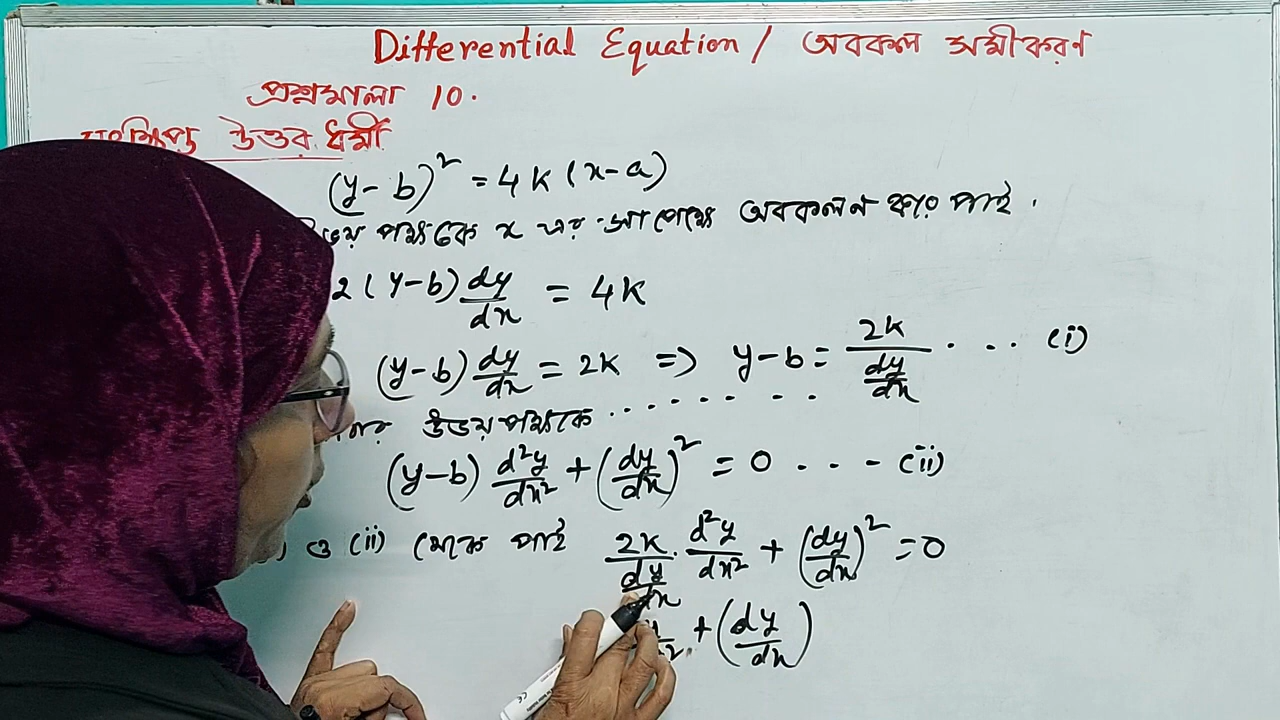 Differential Equation / অবকল সমীকরণ
প্রশ্নমালা 10.
উত্তর ধর্মী
(y-b)² = 4k(x-a)
পক্ষকে x এর সাপেক্ষে অবকলন করে পাই.
2(y-b) dy/dx = 4k
(y-b) dy/dx = 2k ⇒ y-b = 2k/(dy/dx) ... (i)
উভয় পক্ষকে .........
(y-b) d²y/dx² + (dy/dx)² = 0 ... (ii)
ও (ii) থেকে পাই 2k/(dy/dx) . d²y/dx² + (dy/dx)² = 0
+ (dy/dx)